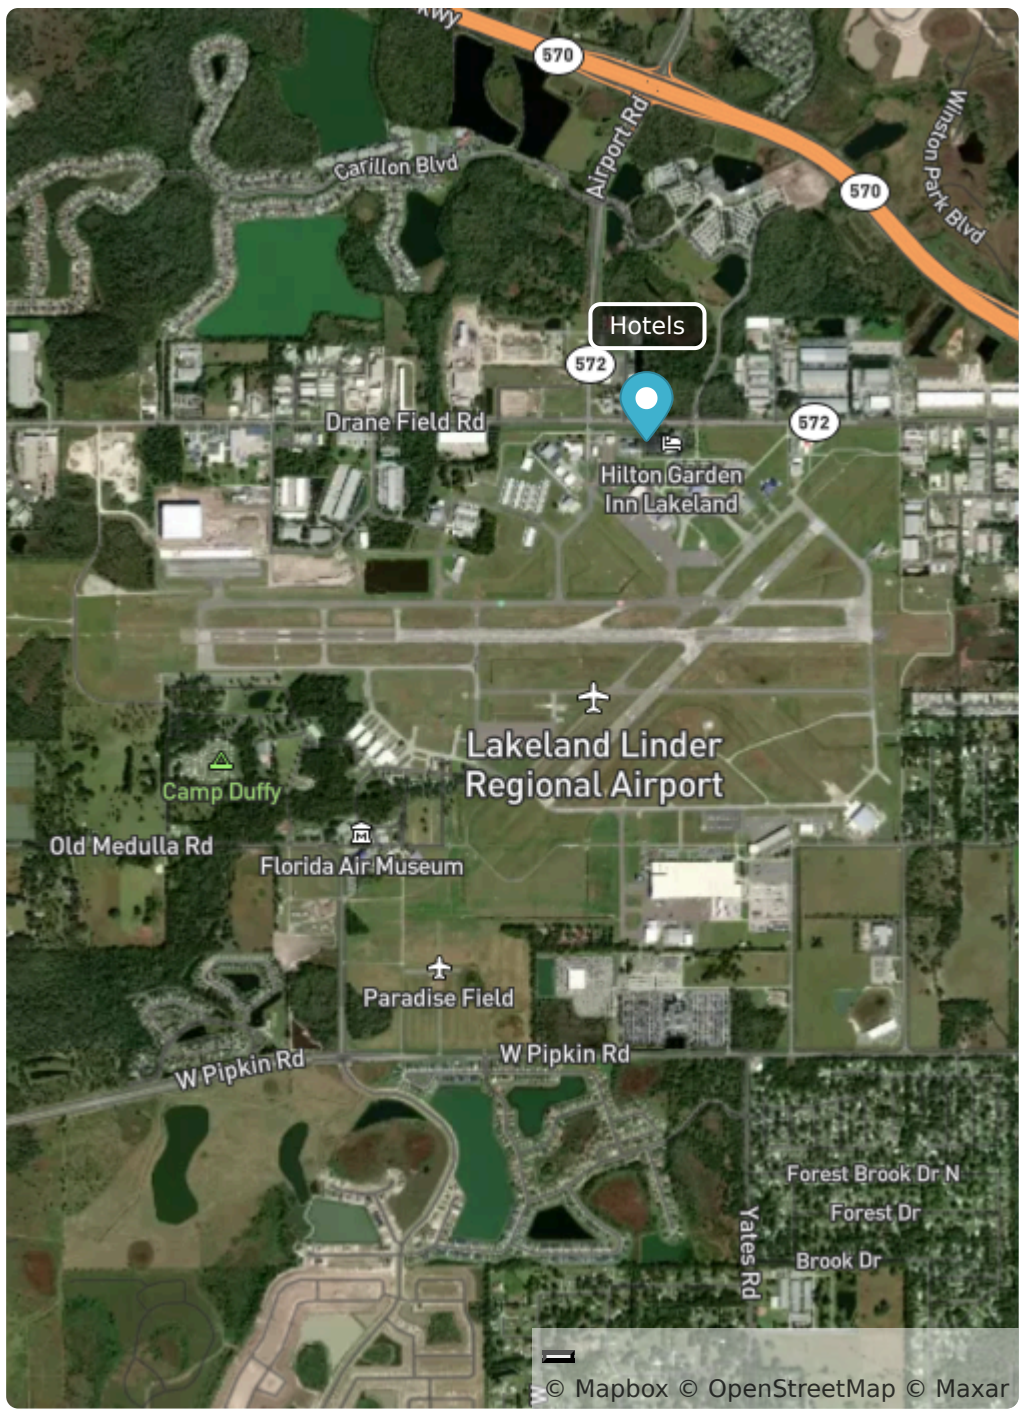 kwy
570
Airport Rd
Winston Park Blvd
Carillon Blvd
570
Hotels
572
Drane Field Rd
572
Hilton Garden
Inn Lakeland
Lakeland Linder
Regional Airport
Camp Duffy
Old Medulla Rd
Florida Air Museum
Paradise Field
W Pipkin Rd
W Pipkin Rd
Forest Brook Dr N
Forest Dr
Yates Rd
Brook Dr
© Mapbox © OpenStreetMap © Maxar